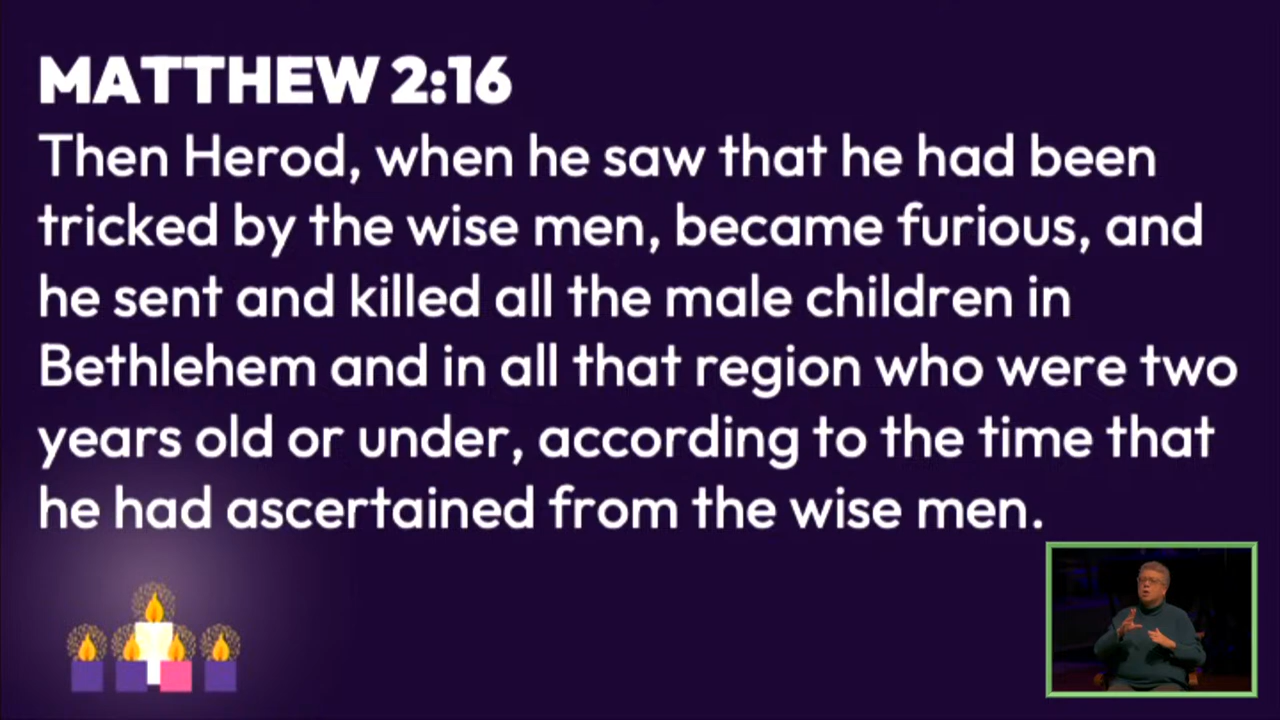 MATTHEW 2:16
Then Herod, when he saw that he had been
tricked by the wise men, became furious, and
he sent and killed all the male children in
Bethlehem and in all that region who were two
years old or under, according to the time that
he had ascertained from the wise men.